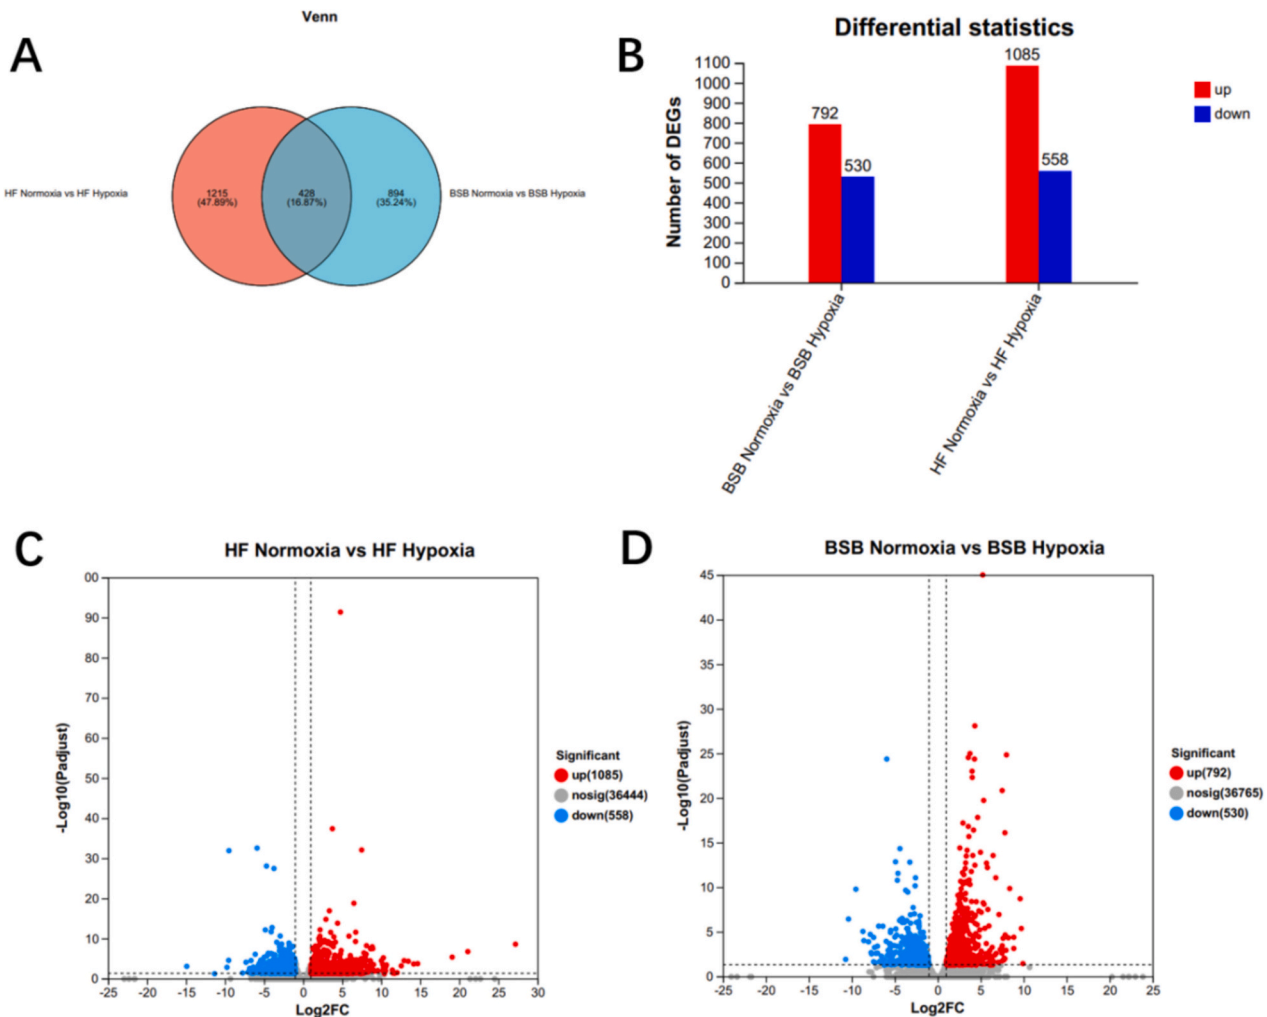 Venn
A
HF Normoxia vs HF Hypoxia
1215
(47.89%)
428
(16.87%)
894
(35.24%)
BSB Normoxia vs BSB Hypoxia
B
Differential statistics
Number of DEGs
1100
1000
900
800
700
600
500
400
300
200
100
0
792
530
1085
558
up
down
BSB Normoxia vs BSB Hypoxia
HF Normoxia vs HF Hypoxia
C
HF Normoxia vs HF Hypoxia
-Log10(Padjust)
00
90
80
70
60
50
40
30
20
10
0
-25 -20 -15 -10 -5 0 5 10 15 20 25 30
Log2FC
Significant
up(1085)
nosig(36444)
down(558)
D
BSB Normoxia vs BSB Hypoxia
-Log10(Padjust)
45
40
35
30
25
20
15
10
5
0
-25 -20 -15 -10 -5 0 5 10 15 20 25
Log2FC
Significant
up(792)
nosig(36765)
down(530)